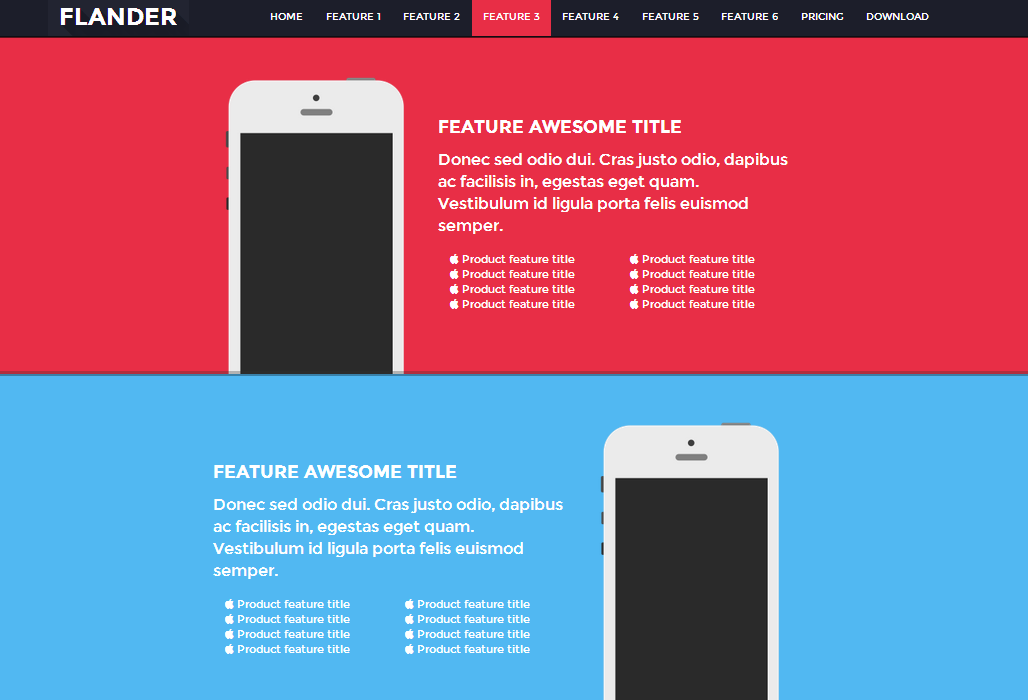 FLANDER
HOME FEATURE 1 FEATURE 2 FEATURE 3 FEATURE 4 FEATURE 5 FEATURE 6 PRICING DOWNLOAD
FEATURE AWESOME TITLE
Donec sed odio dui. Cras justo odio, dapibus
ac facilisis in, egestas eget quam.
Vestibulum id ligula porta felis euismod
semper.
Product feature title
Product feature title
Product feature title
Product feature title
Product feature title
Product feature title
Product feature title
Product feature title
FEATURE AWESOME TITLE
Donec sed odio dui. Cras justo odio, dapibus
ac facilisis in, egestas eget quam.
Vestibulum id ligula porta felis euismod
semper.
Product feature title
Product feature title
Product feature title
Product feature title
Product feature title
Product feature title
Product feature title
Product feature title